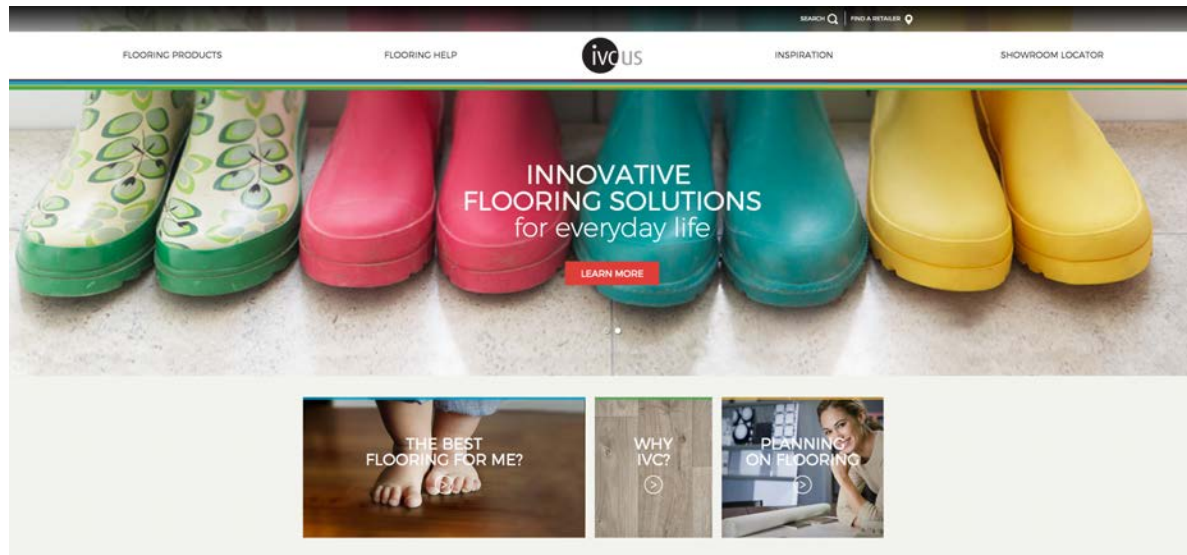 SEARCH
FIND A RETAILER
FLOORING PRODUCTS
FLOORING HELP
ivcus
INSPIRATION
SHOWROOM LOCATOR
INNOVATIVE
FLOORING SOLUTIONS
for everyday life
LEARN MORE
THE BEST
FLOORING FOR ME?
WHY
IVC?
PLANNING
ON FLOORING